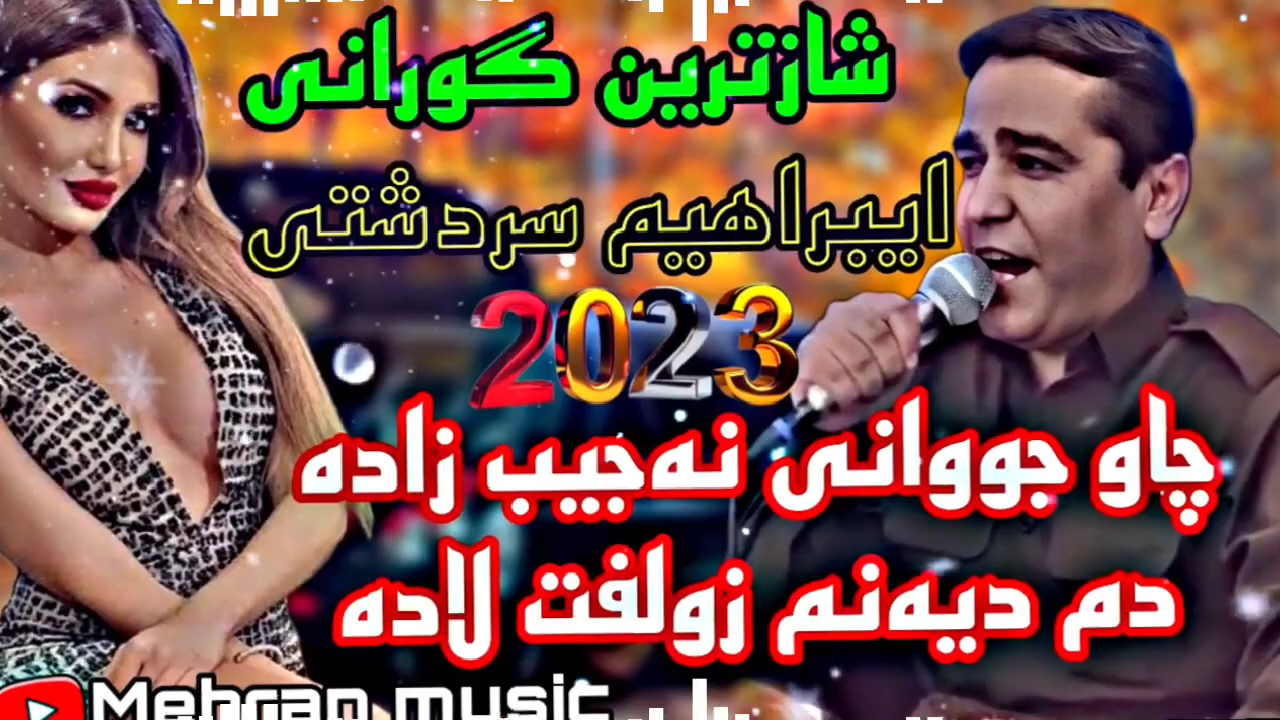 شازترین گورانی
ایبراهیم سردشتی
2023
چاو جووانی نەجیب زادە
دم دیەنم زولفت لادە
Mehran music